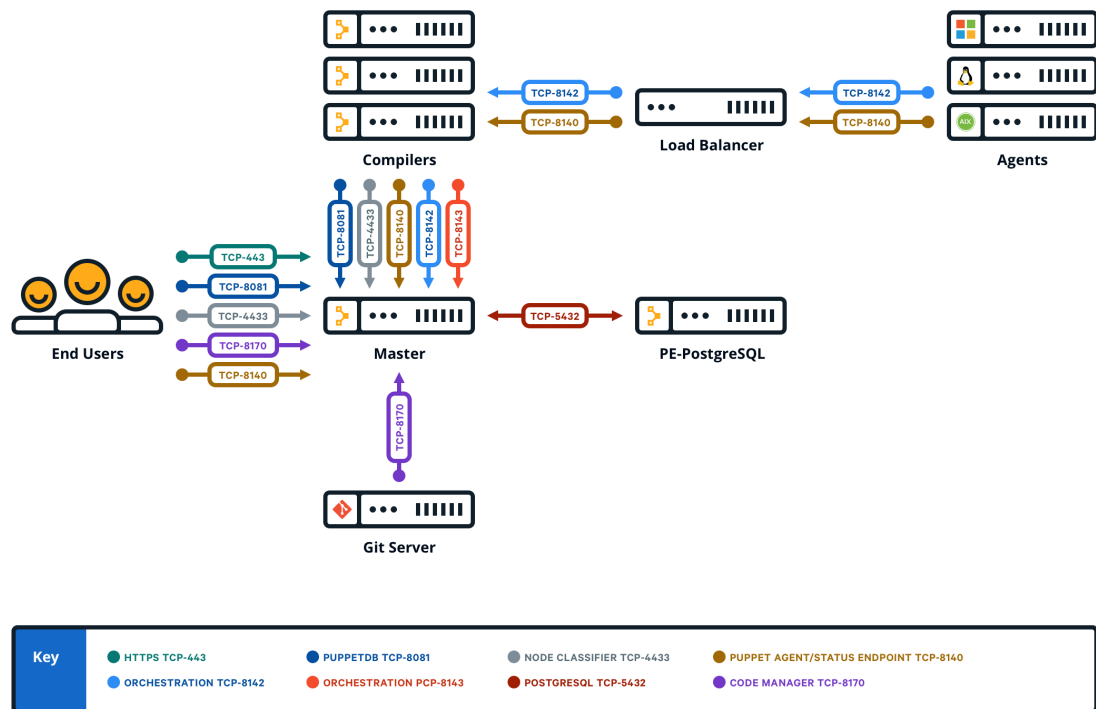 TCP-8142
TCP-8140
TCP-8142
TCP-8140
AIX
Compilers
Load Balancer
Agents
TCP-8081
TCP-4433
TCP-8140
TCP-8142
TCP-8143
TCP-443
TCP-8081
TCP-4433
TCP-8170
TCP-8140
TCP-5432
End Users
Master
PE-PostgreSQL
TCP-8170
Git Server
Key
HTTPS TCP-443
PUPPETDB TCP-8081
NODE CLASSIFIER TCP-4433
PUPPET AGENT/STATUS ENDPOINT TCP-8140
ORCHESTRATION TCP-8142
ORCHESTRATION PCP-8143
POSTGRESQL TCP-5432
CODE MANAGER TCP-8170